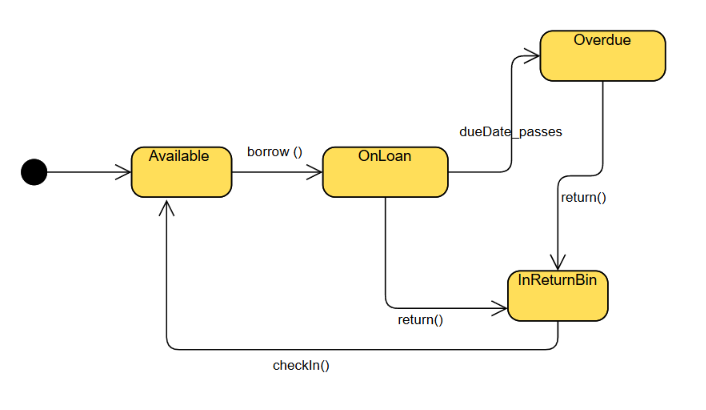 Overdue
dueDate_passes
borrow ()
Available
OnLoan
return()
InReturnBin
return()
checkIn()